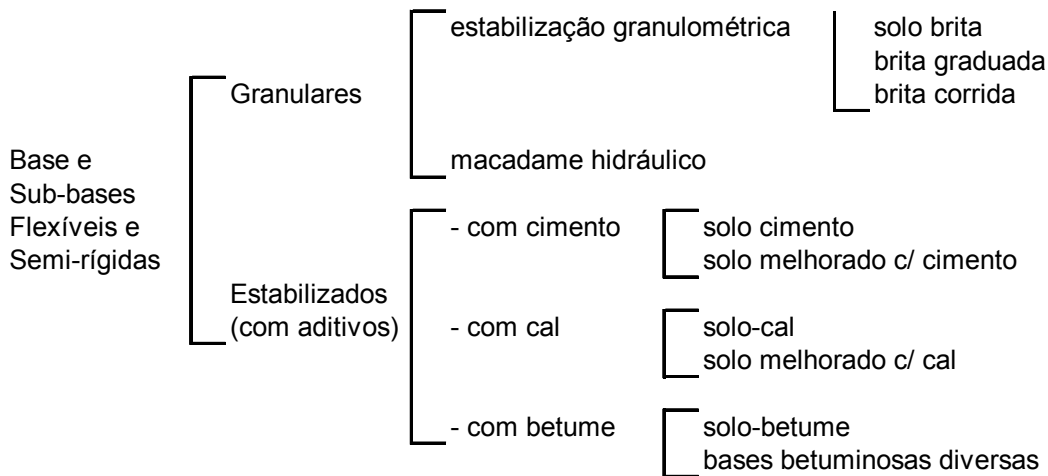 Base e
Sub-bases
Flexíveis e
Semi-rígidas
Granulares
estabilização granulométrica
solo brita
brita graduada
brita corrida
macadame hidráulico
Estabilizados
(com aditivos)
- com cimento
solo cimento
solo melhorado c/ cimento
- com cal
solo-cal
solo melhorado c/ cal
- com betume
solo-betume
bases betuminosas diversas